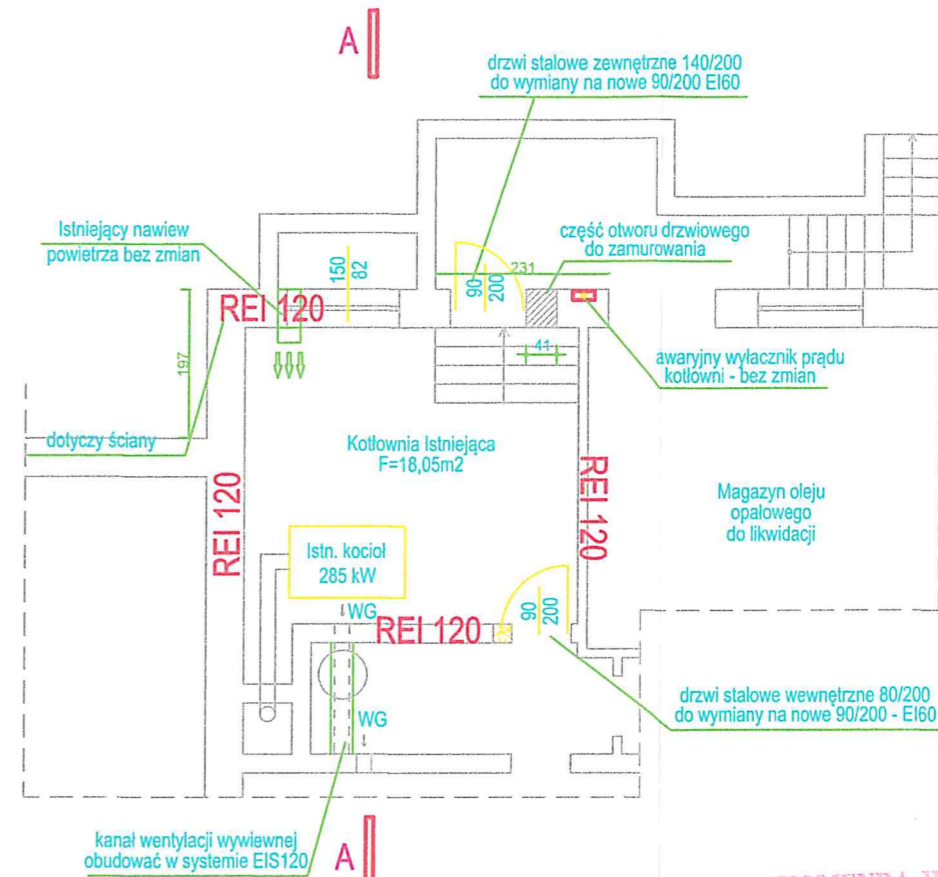 A
drzwi stalowe zewnętrzne 140/200
do wymiany na nowe 90/200 EI60
Istniejący nawiew
powietrza bez zmian
część otworu drzwiowego
do zamurowania
150
82
90
200
231
REI 120
197
41
awaryjny wyłacznik prądu
kotłowni - bez zmian
dotyczy ściany
Kotłownia Istniejąca
F=18,05m2
REI 120
REI 120
Magazyn oleju
opałowego
do likwidacji
Istn. kocioł
285 kW
WG
REI 120
90
200
WG
drzwi stalowe wewnętrzne 80/200
do wymiany na nowe 90/200 - EI60
kanał wentylacji wywiewnej
obudować w systemie EIS120
A